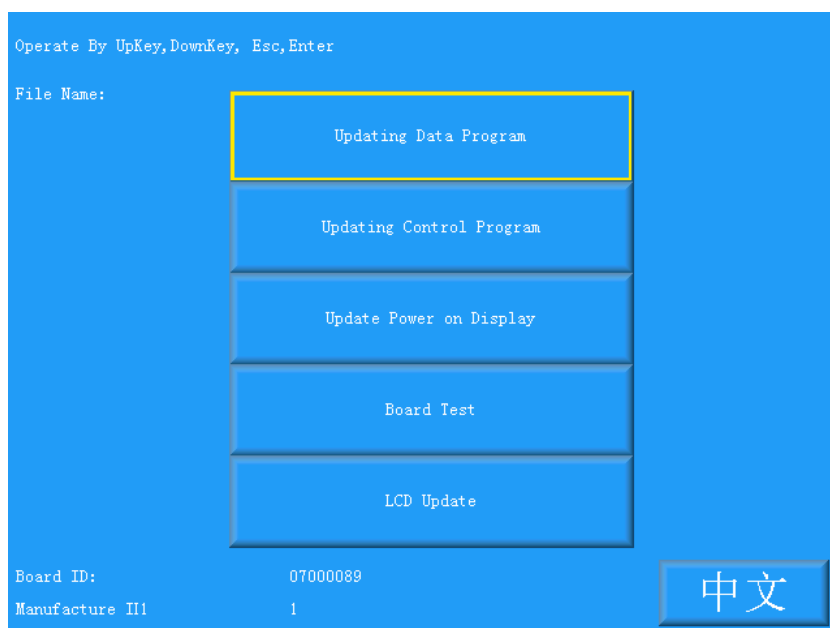 Operate By UpKey,DownKey, Esc,Enter
File Name:
Updating Data Program
Updating Control Program
Update Power on Display
Board Test
LCD Update
Board ID: 07000089
Manufacture II1 1
中文